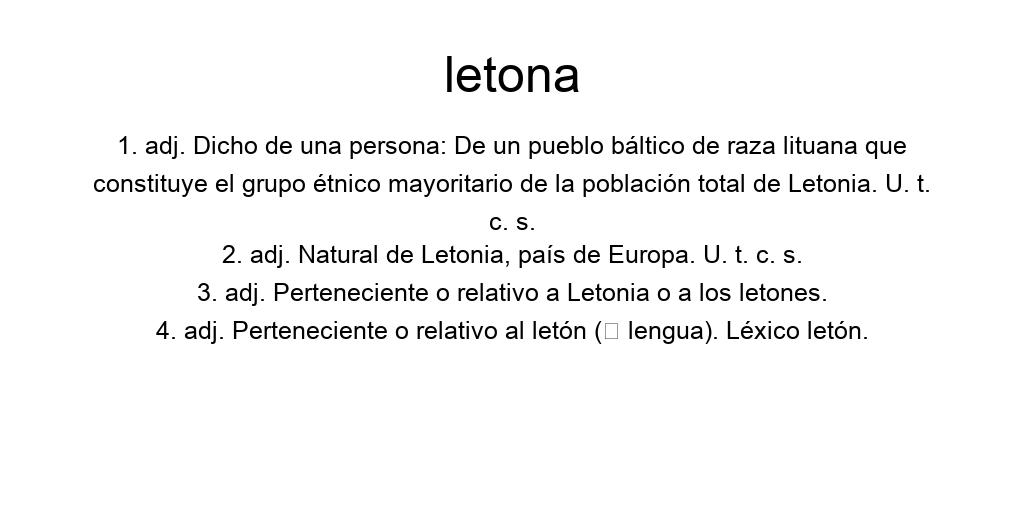 letona
1. adj. Dicho de una persona: De un pueblo báltico de raza lituana que
constituye el grupo étnico mayoritario de la población total de Letonia. U. t.
c. s.
2. adj. Natural de Letonia, país de Europa. U. t. c. s.
3. adj. Perteneciente o relativo a Letonia o a los letones.
4. adj. Perteneciente o relativo al letón (□ lengua). Léxico letón.